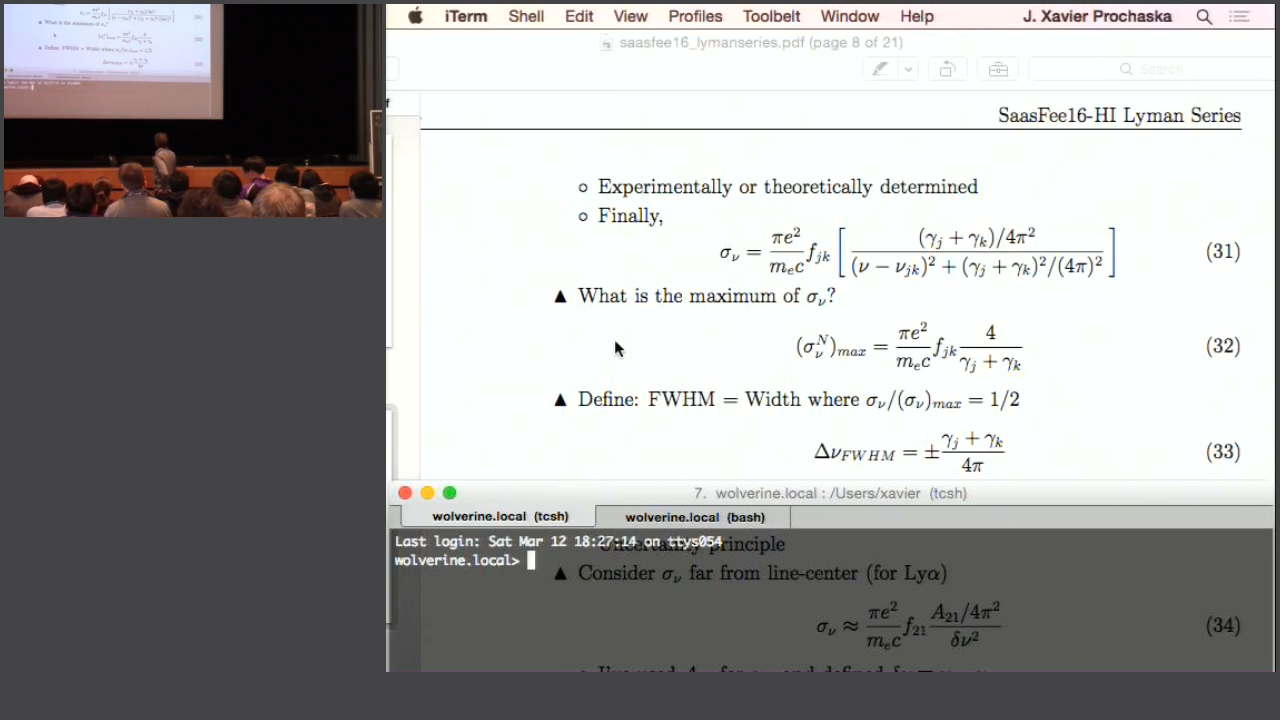 iTerm Shell Edit View Profiles Toolbelt Window Help J. Xavier Prochaska
saasfee16_lymanseries.pdf (page 8 of 21)
Search
SaasFee16-HI Lyman Series
∘ Experimentally or theoretically determined
∘ Finally,
σ_ν = πe²/m_e c f_jk [ (γ_j + γ_k)/4π² / (ν − ν_jk)² + (γ_j + γ_k)²/(4π)² ] (31)
▲ What is the maximum of σ_ν?
(σ_ν^N)_max = πe²/m_e c f_jk 4/γ_j + γ_k (32)
▲ Define: FWHM = Width where σ_ν/(σ_ν)_max = 1/2
Δν_FWHM = ± γ_j + γ_k / 4π (33)
7. wolverine.local : /Users/xavier (tcsh)
wolverine.local (tcsh) wolverine.local (bash)
Last login: Sat Mar 12 18:27:14 on ttys054
Uncertainty principle
wolverine.local>
▲ Consider σ_ν far from line-center (for Lyα)
σ_ν ≈ πe²/m_e c f_21 A_21/4π² / δν² (34)